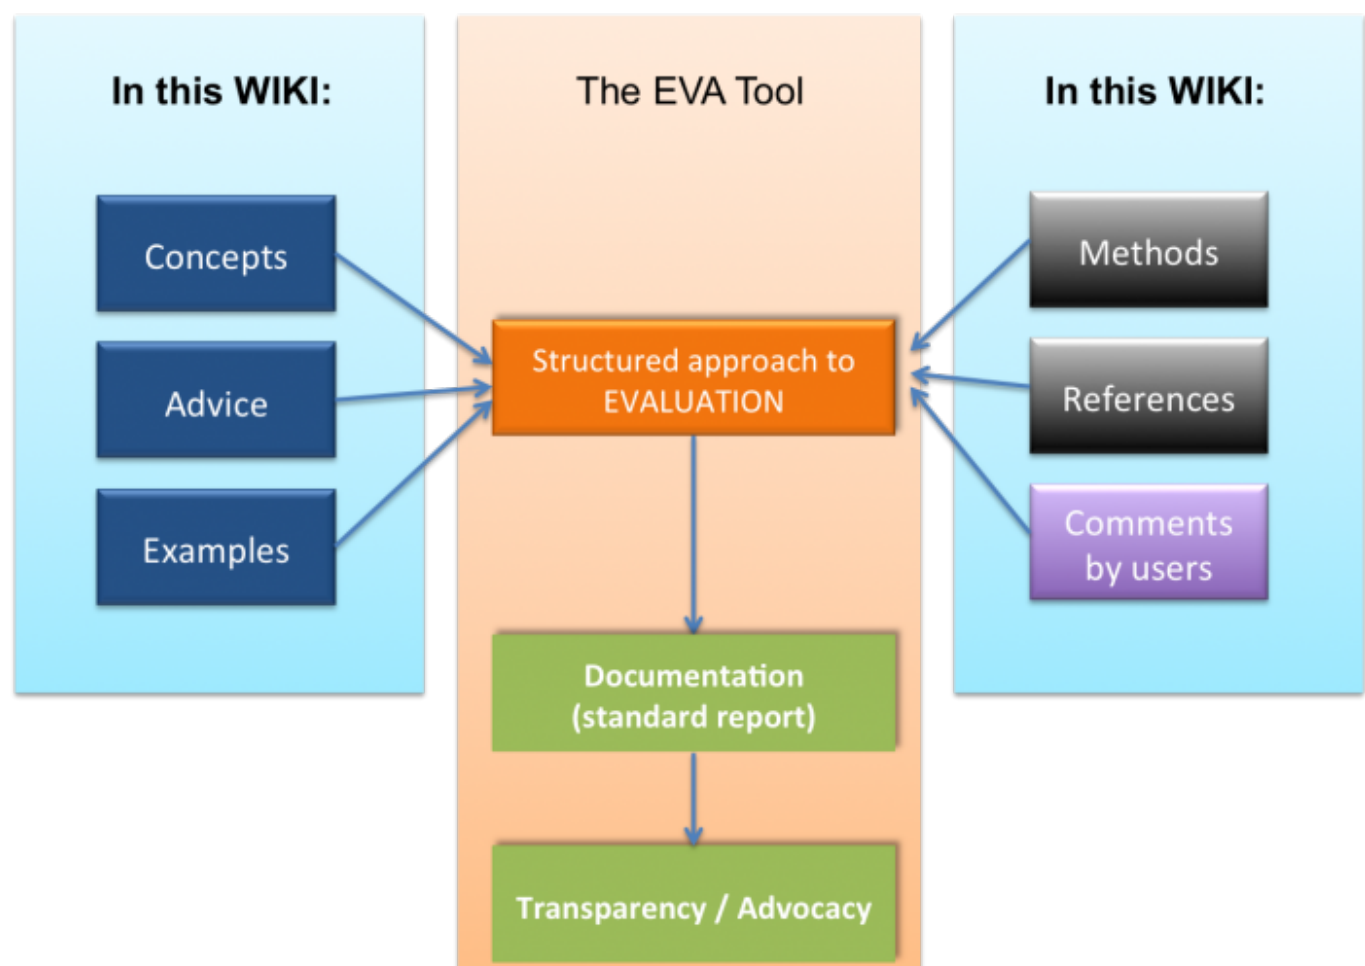 In this WIKI:
Concepts
Advice
Examples
The EVA Tool
Structured approach to
EVALUATION
Documentation
(standard report)
Transparency / Advocacy
In this WIKI:
Methods
References
Comments
by users